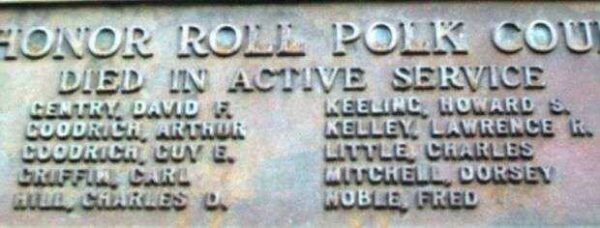 HONOR ROLL POLK COU
DIED IN ACTIVE SERVICE
GENTRY, DAVID F.
GOODRICH, ARTHUR
GOODRICH, GUY E.
GRIFFIN, CARL
HILL, CHARLES D.
KEELING, HOWARD S.
KELLEY, LAWRENCE R.
LITTLE, CHARLES
MITCHELL, DORSEY
NOBLE, FRED